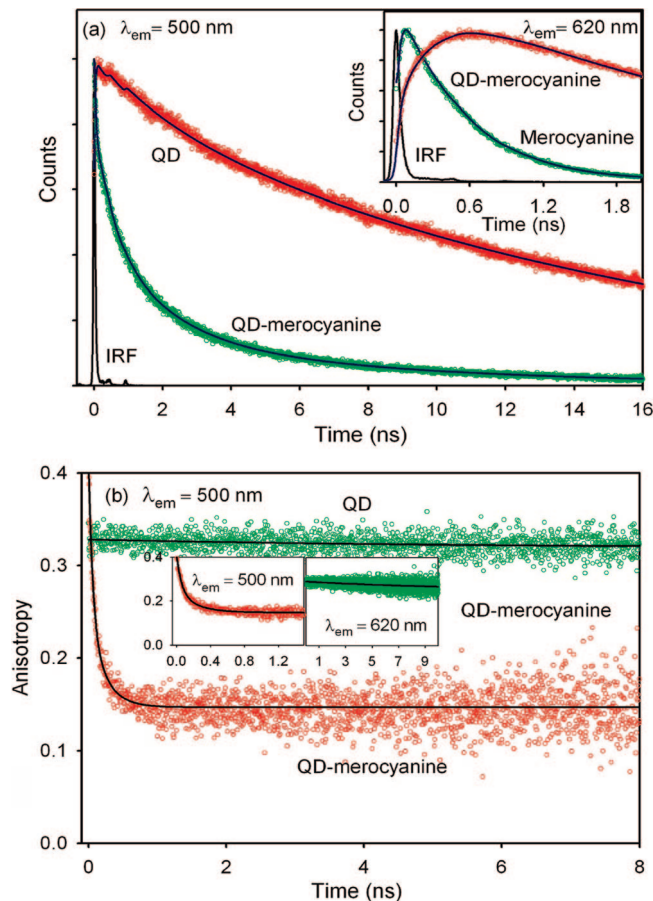 (a) λem = 500 nm
λem = 620 nm
QD-merocyanine
Merocyanine
IRF
Counts
0.0 0.6 1.2 1.8
Time (ns)
QD
QD-merocyanine
IRF
Counts
0 2 4 6 8 10 12 14 16
Time (ns)
(b) λem = 500 nm
QD
0.4
0.3
0.2
0.1
0.0
Anisotropy
λem = 500 nm
0.4
0.2
0.0
0.0 0.4 0.8 1.2
λem = 620 nm
1 3 5 7 9
QD-merocyanine
QD-merocyanine
0 2 4 6 8
Time (ns)